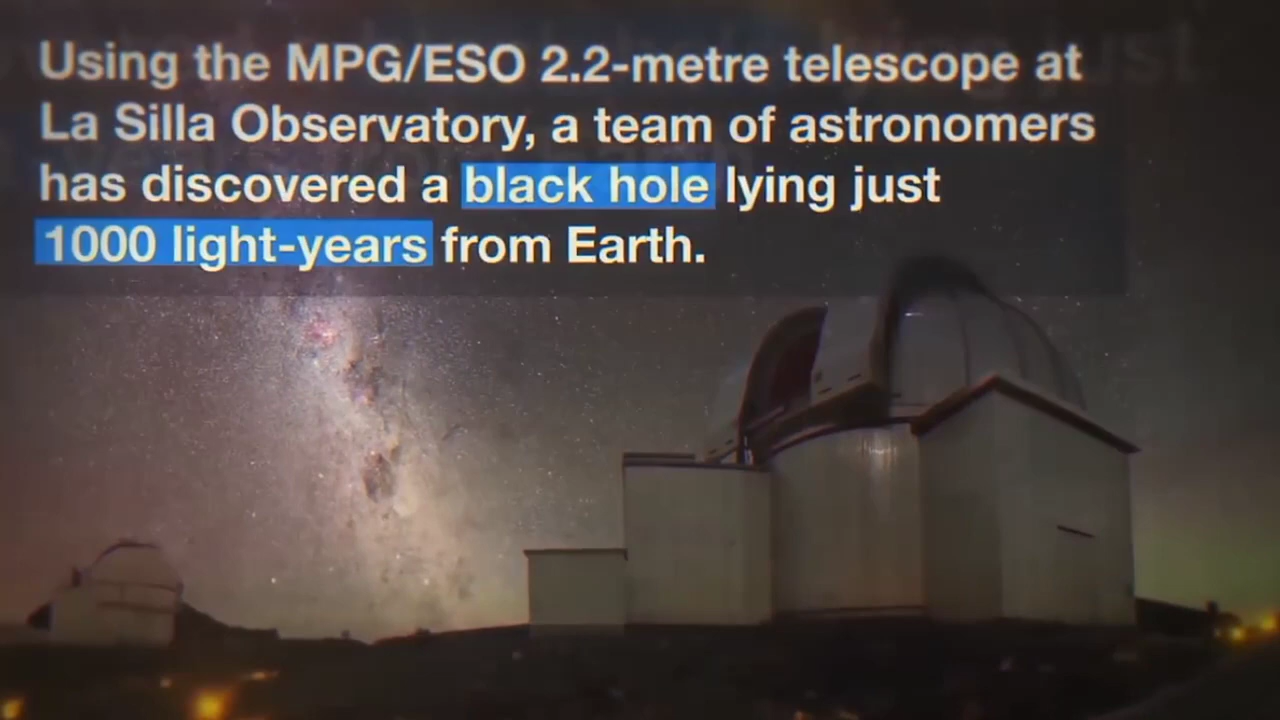 Using the MPG/ESO 2.2-metre telescope at
La Silla Observatory, a team of astronomers
has discovered a black hole lying just
1000 light-years from Earth.